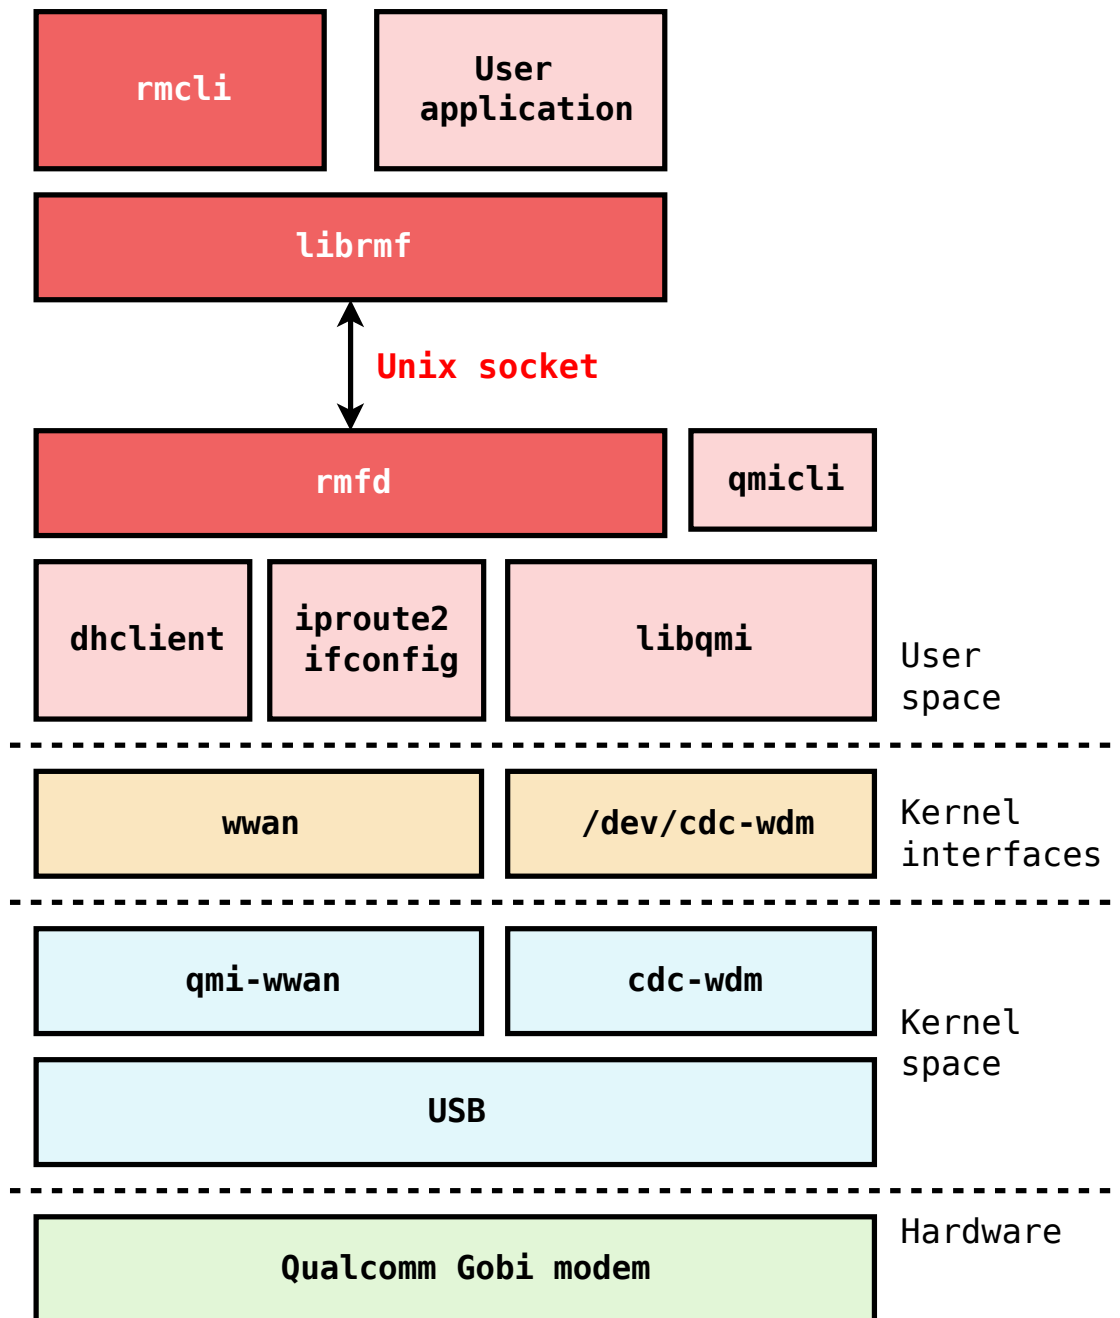 rmcli
User
application
librmf
Unix socket
rmfd
qmicli
dhclient
iproute2
ifconfig
libqmi
User
space
wwan
/dev/cdc-wdm
Kernel
interfaces
qmi-wwan
cdc-wdm
Kernel
space
USB
Hardware
Qualcomm Gobi modem